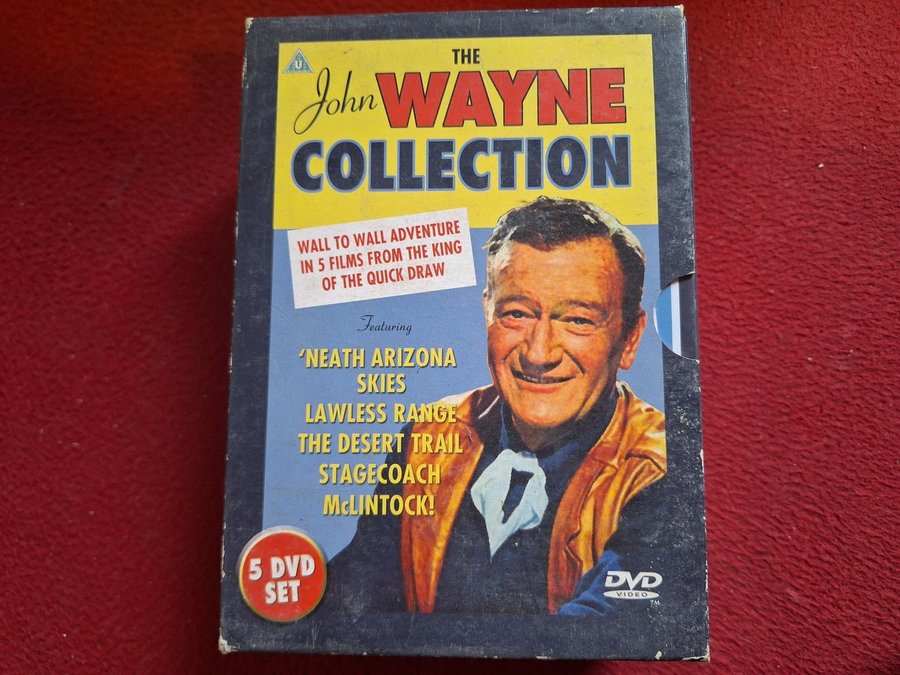 U
THE
John WAYNE
COLLECTION
WALL TO WALL ADVENTURE
IN 5 FILMS FROM THE KING
OF THE QUICK DRAW
Featuring
'NEATH ARIZONA
SKIES
LAWLESS RANGE
THE DESERT TRAIL
STAGECOACH
McLINTOCK!
5 DVD
SET
DVD
VIDEO
TM